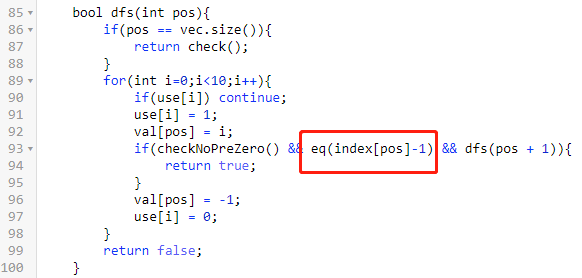 85 bool dfs(int pos){
86 if(pos == vec.size()){
87 return check();
88 }
89 for(int i=0;i<10;i++){
90 if(use[i]) continue;
91 use[i] = 1;
92 val[pos] = i;
93 if(checkNoPreZero() && eq(index[pos]-1) && dfs(pos + 1)){
94 return true;
95 }
96 val[pos] = -1;
97 use[i] = 0;
98 }
99 return false;
100 }